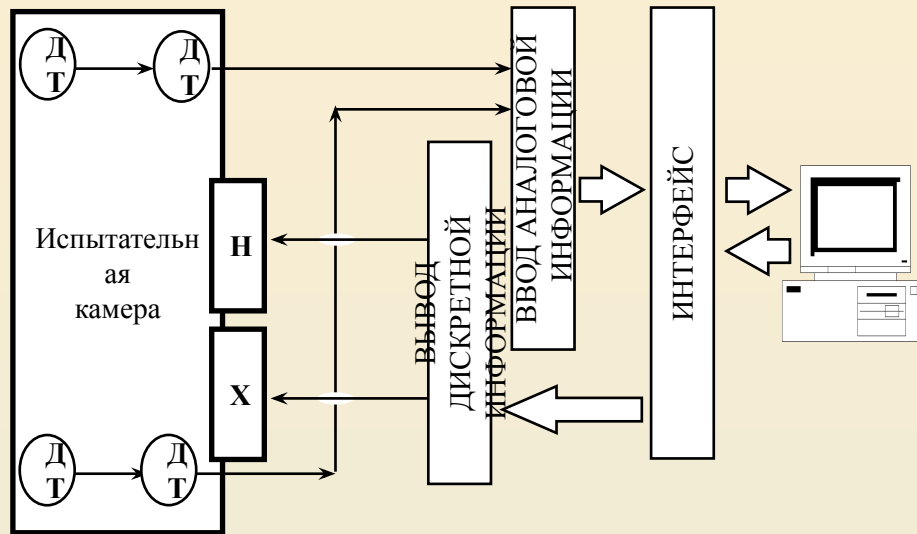 Д
Т
Д
Т
Испытательн
ая
камера
Н
Х
Д
Т
Д
Т
ВЫВОД
ДИСКРЕТНОЙ
ИНФОРМАЦИИ
ВВОД АНАЛОГОВОЙ
ИНФОРМАЦИИ
ИНТЕРФЕЙС